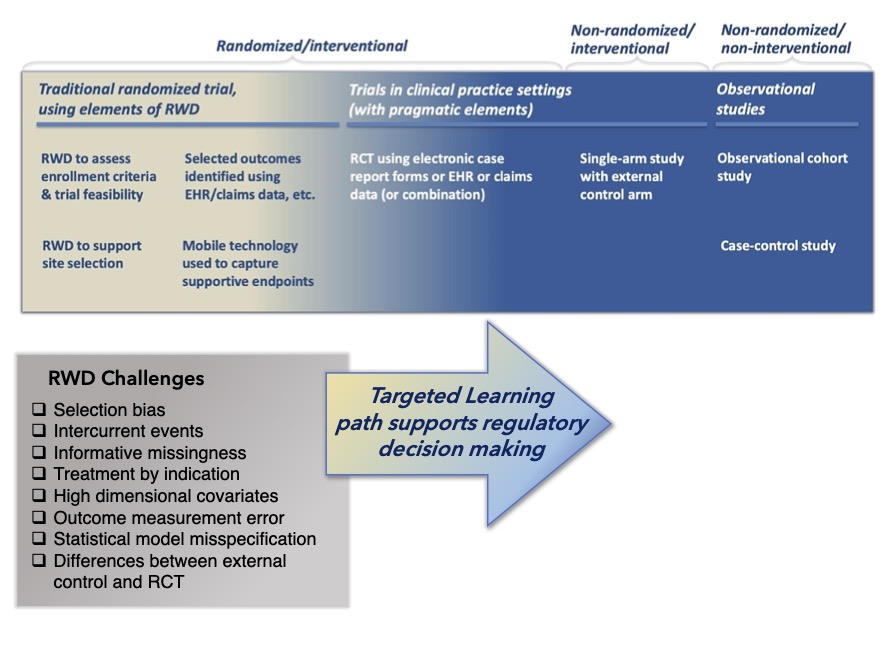 Randomized/interventional
Non-randomized/
interventional
Non-randomized/
non-interventional
Traditional randomized trial,
using elements of RWD
Trials in clinical practice settings
(with pragmatic elements)
Observational
studies
RWD to assess
enrollment criteria
& trial feasibility
Selected outcomes
identified using
EHR/claims data, etc.
RCT using electronic case
report forms or EHR or claims
data (or combination)
Single-arm study
with external
control arm
Observational cohort
study
RWD to support
site selection
Mobile technology
used to capture
supportive endpoints
Case-control study
RWD Challenges
❑ Selection bias
❑ Intercurrent events
❑ Informative missingness
❑ Treatment by indication
❑ High dimensional covariates
❑ Outcome measurement error
❑ Statistical model misspecification
❑ Differences between external
control and RCT
Targeted Learning
path supports regulatory
decision making